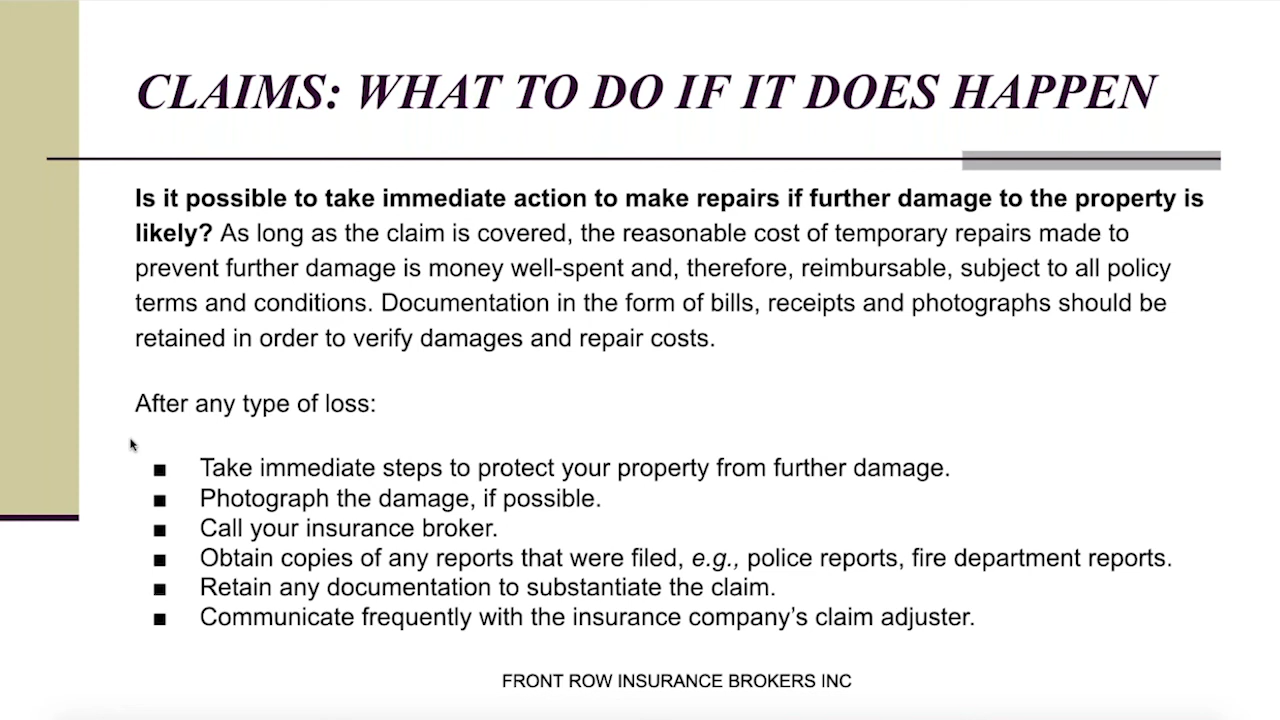 CLAIMS: WHAT TO DO IF IT DOES HAPPEN
Is it possible to take immediate action to make repairs if further damage to the property is
likely? As long as the claim is covered, the reasonable cost of temporary repairs made to
prevent further damage is money well-spent and, therefore, reimbursable, subject to all policy
terms and conditions. Documentation in the form of bills, receipts and photographs should be
retained in order to verify damages and repair costs.
After any type of loss:
■ Take immediate steps to protect your property from further damage.
■ Photograph the damage, if possible.
■ Call your insurance broker.
■ Obtain copies of any reports that were filed, e.g., police reports, fire department reports.
■ Retain any documentation to substantiate the claim.
■ Communicate frequently with the insurance company’s claim adjuster.
FRONT ROW INSURANCE BROKERS INC